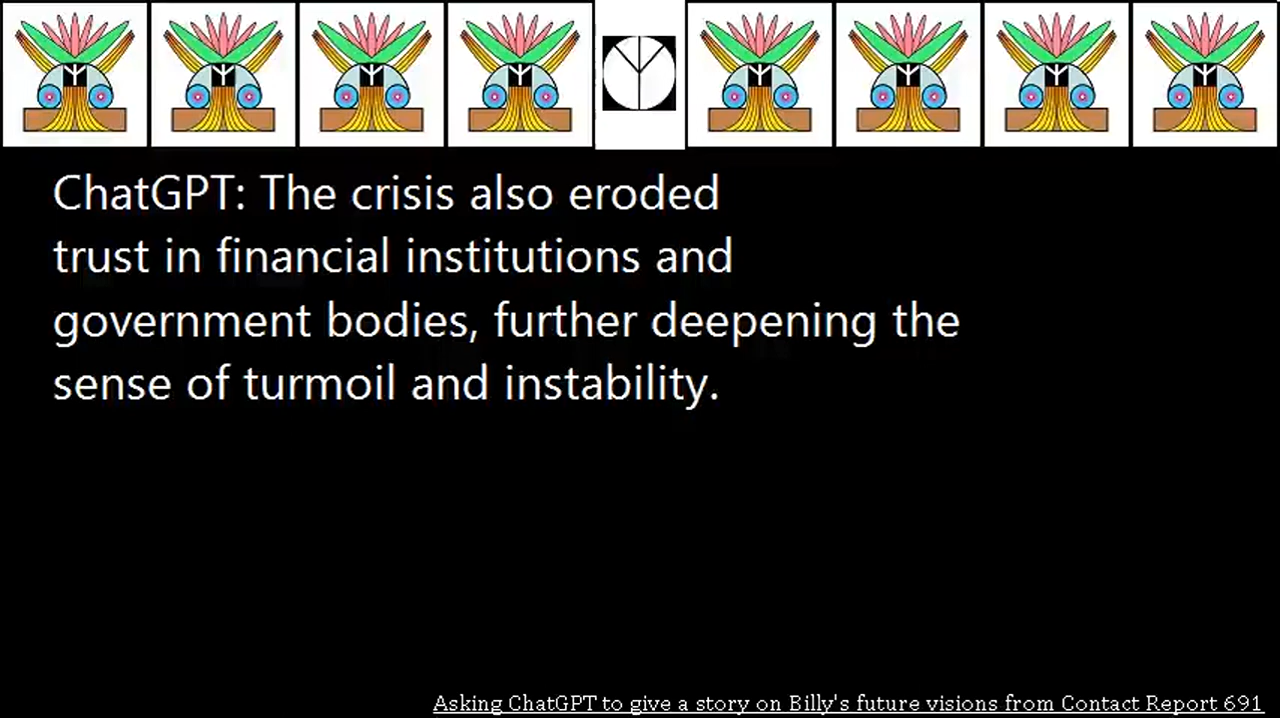 ChatGPT: The crisis also eroded
trust in financial institutions and
government bodies, further deepening the
sense of turmoil and instability.
Asking ChatGPT to give a story on Billy's future visions from Contact Report 691